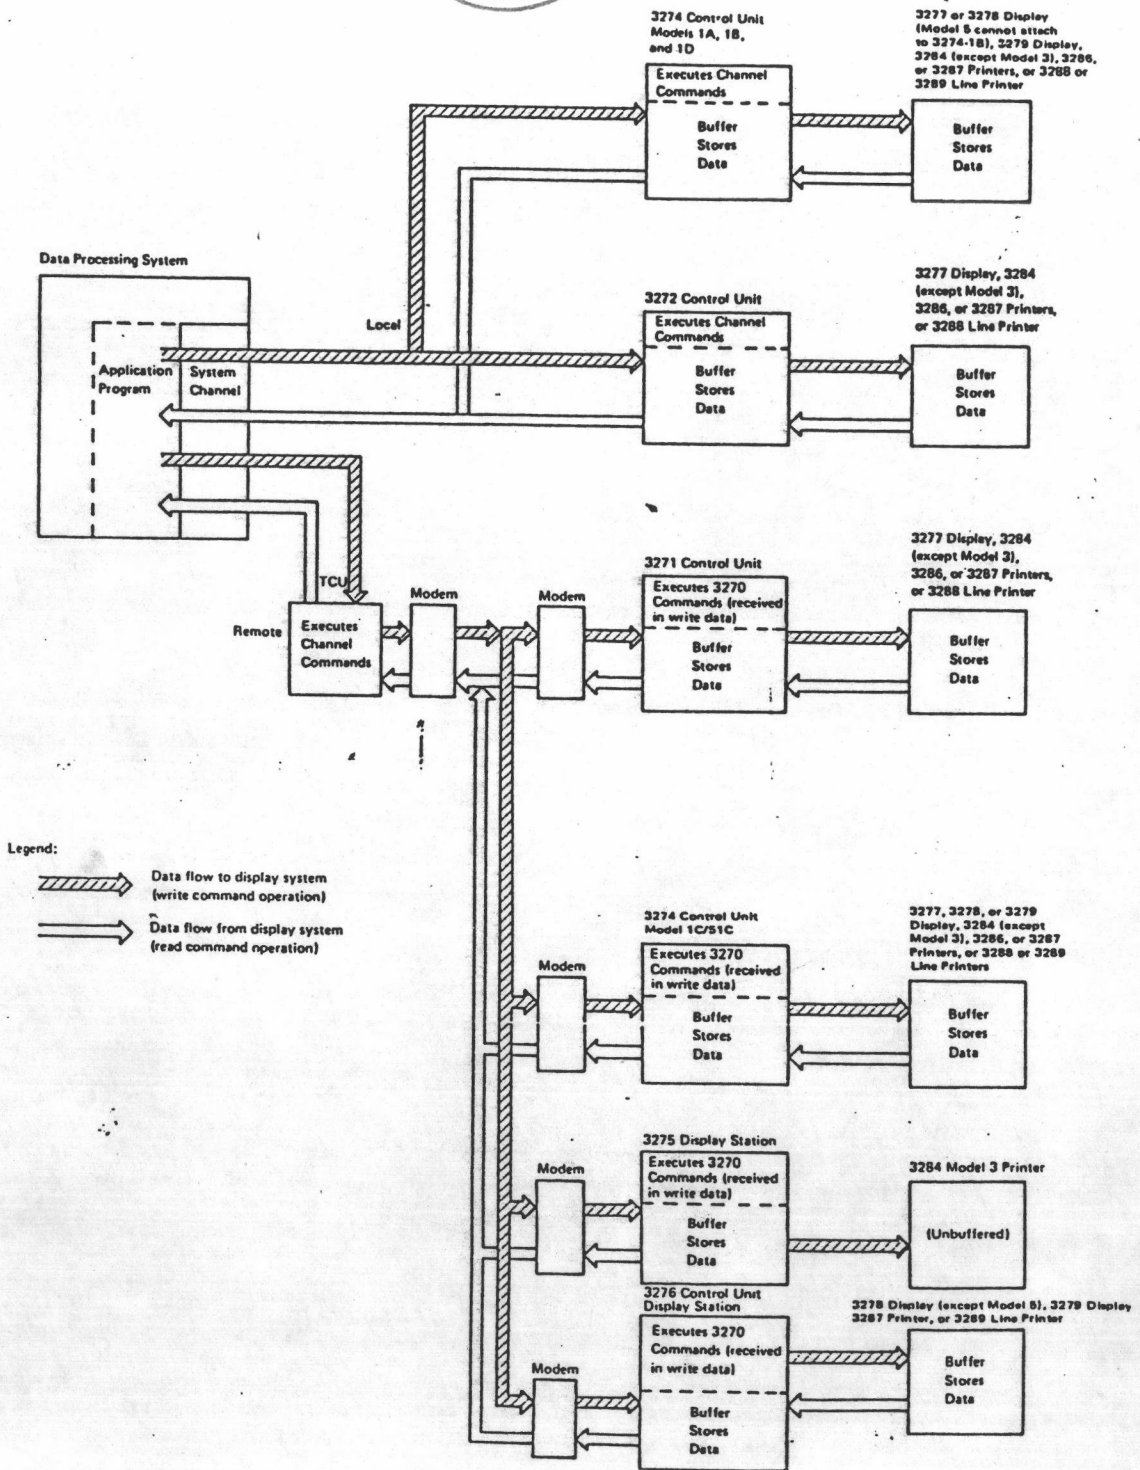 3274 Control Unit
Models 1A, 1B,
and 1D
3277 or 3278 Display
(Model 5 cannot attach
to 3274-1B), 3279 Display,
3284 (except Model 3), 3286,
or 3287 Printers, or 3288 or
3289 Line Printer
Executes Channel
Commands
Buffer
Stores
Data
Buffer
Stores
Data
Data Processing System
Local
3272 Control Unit
3277 Display, 3284
(except Model 3),
3286, or 3287 Printers,
or 3288 Line Printer
Executes Channel
Commands
Buffer
Stores
Data
Buffer
Stores
Data
Application
Program
System
Channel
3271 Control Unit
3277 Display, 3284
(except Model 3),
3286, or 3287 Printers,
or 3288 Line Printer
TCU
Modem
Modem
Remote
Executes
Channel
Commands
Executes 3270
Commands (received
in write data)
Buffer
Stores
Data
Buffer
Stores
Data
Legend:
Data flow to display system
(write command operation)
Data flow from display system
(read command operation)
3274 Control Unit
Model 1C/51C
3277, 3278, or 3279
Display, 3284 (except
Model 3), 3286, or 3287
Printers, or 3288 or 3289
Line Printers
Modem
Executes 3270
Commands (received
in write data)
Buffer
Stores
Data
Buffer
Stores
Data
3275 Display Station
3284 Model 3 Printer
Modem
Executes 3270
Commands (received
in write data)
Buffer
Stores
Data
(Unbuffered)
3276 Control Unit
Display Station
3278 Display (except Model 5), 3279 Display
3287 Printer, or 3289 Line Printer
Modem
Executes 3270
Commands (received
in write data)
Buffer
Stores
Data
Buffer
Stores
Data